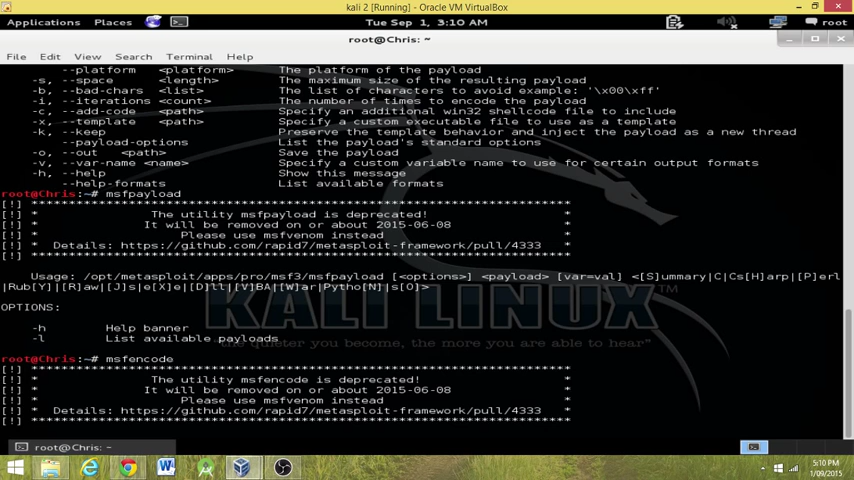 kali 2 [Running] - Oracle VM VirtualBox
Applications Places Tue Sep 1, 3:10 AM root
root@Chris: ~
File Edit View Search Terminal Help
--platform <platform> The platform of the payload
-s, --space <length> The maximum size of the resulting payload
-b, --bad-chars <list> The list of characters to avoid example: '\x00\xff'
-i, --iterations <count> The number of times to encode the payload
-c, --add-code <path> Specify an additional win32 shellcode file to include
-x, --template <path> Specify a custom executable file to use as a template
-k, --keep Preserve the template behavior and inject the payload as a new thread
--payload-options List the payload's standard options
-o, --out <path> Save the payload
-v, --var-name <name> Specify a custom variable name to use for certain output formats
-h, --help Show this message
--help-formats List available formats
root@Chris:~# msfpayload
[!] ************************************************************************
[!] * The utility msfpayload is deprecated! *
[!] * It will be removed on or about 2015-06-08 *
[!] * Please use msfvenom instead *
[!] * Details: https://github.com/rapid7/metasploit-framework/pull/4333 *
[!] ************************************************************************
Usage: /opt/metasploit/apps/pro/msf3/msfpayload [<options>] <payload> [var=val] <[S]ummary|C|Cs[H]arp|[P]erl
|Rub[Y]|[R]aw|[J]s|e[X]e|[D]ll|[V]BA|[W]ar|Pytho[N]|s[O]>
OPTIONS:
-h Help banner
-l List available payloads
KALI LINUX
the quieter you become, the more you are able to hear"
root@Chris:~# msfencode
[!] ************************************************************************
[!] * The utility msfencode is deprecated! *
[!] * It will be removed on or about 2015-06-08 *
[!] * Please use msfvenom instead *
[!] * Details: https://github.com/rapid7/metasploit-framework/pull/4333 *
[!] ************************************************************************
root@Chris: ~
5:10 PM
1/09/2015